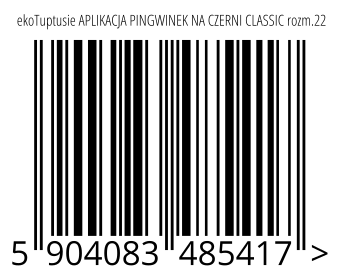 ekoTuptusie APLIKACJA PINGWINEK NA CZERNI CLASSIC rozm.22
5 904083 485417 >